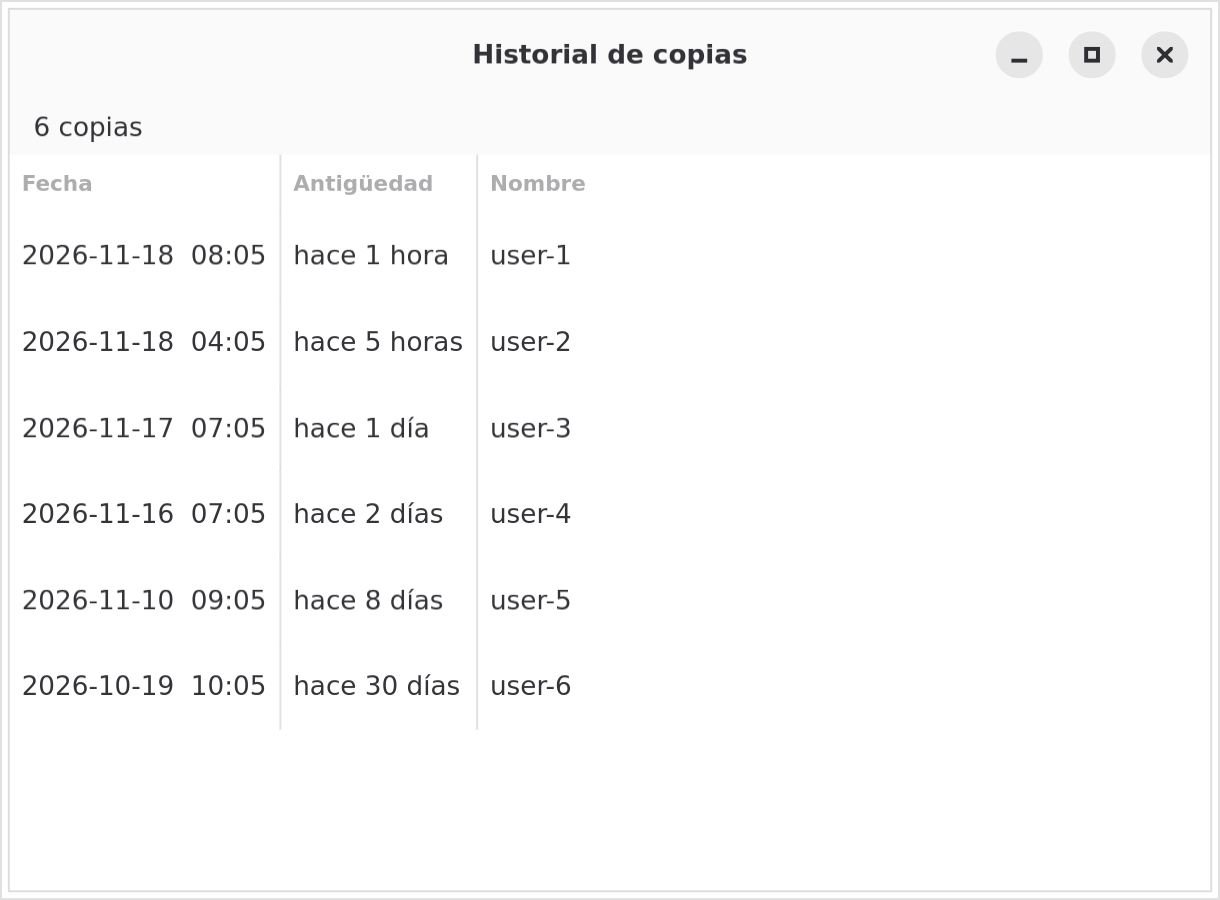 Historial de copias
6 copias
Fecha Antigüedad Nombre
2026-11-18 08:05 hace 1 hora user-1
2026-11-18 04:05 hace 5 horas user-2
2026-11-17 07:05 hace 1 día user-3
2026-11-16 07:05 hace 2 días user-4
2026-11-10 09:05 hace 8 días user-5
2026-10-19 10:05 hace 30 días user-6